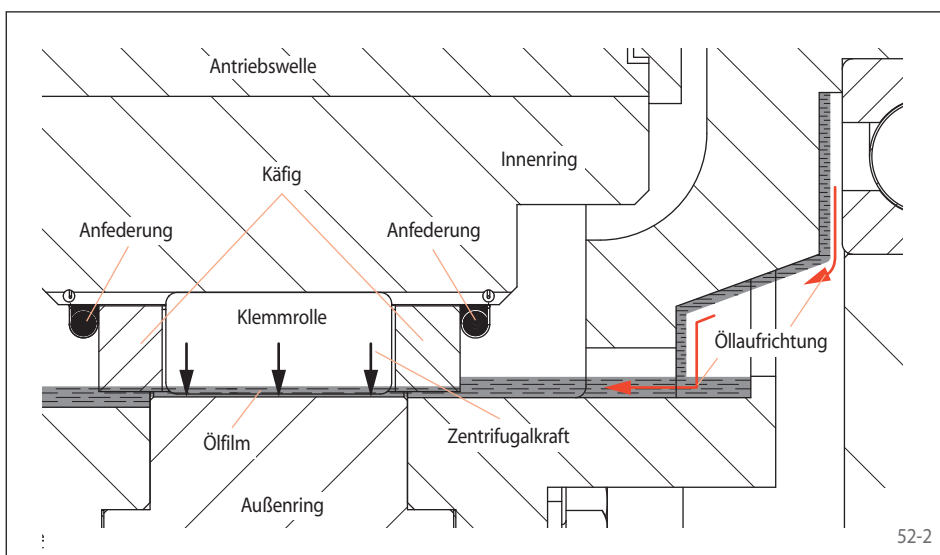 Antriebswelle
Innenring
Käfig
Anfederung
Anfederung
Klemmrolle
Öllaufrichtung
Ölfilm
Zentrifugalkraft
Außenring
52-2